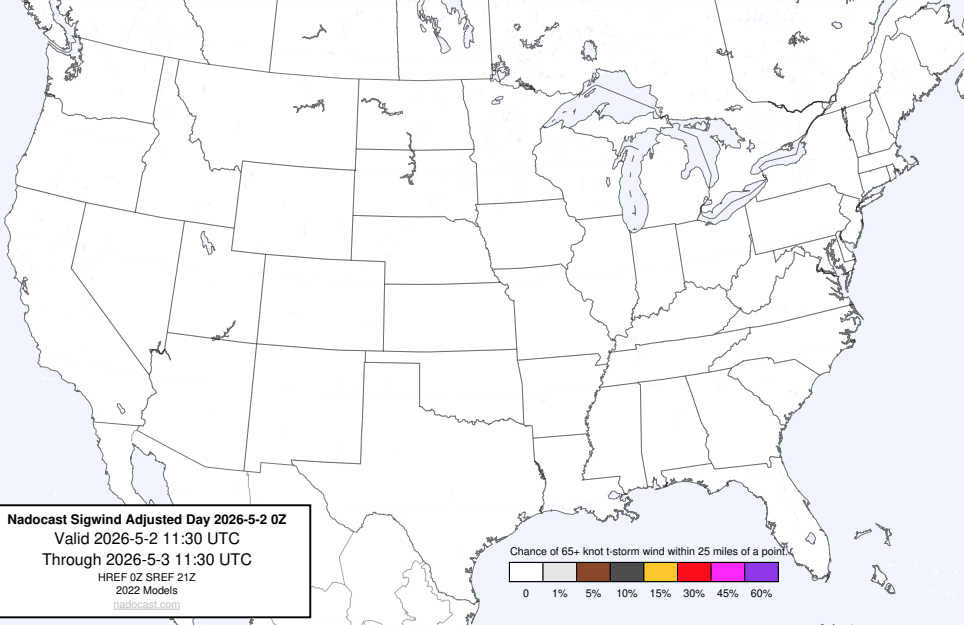 Nadocast Sigwind Adjusted Day 2026-5-2 0Z
Valid 2026-5-2 11:30 UTC
Through 2026-5-3 11:30 UTC
HREF 0Z SREF 21Z
2022 Models
nadocast.com
Chance of 65+ knot t-storm wind within 25 miles of a point.
0 1% 5% 10% 15% 30% 45% 60%